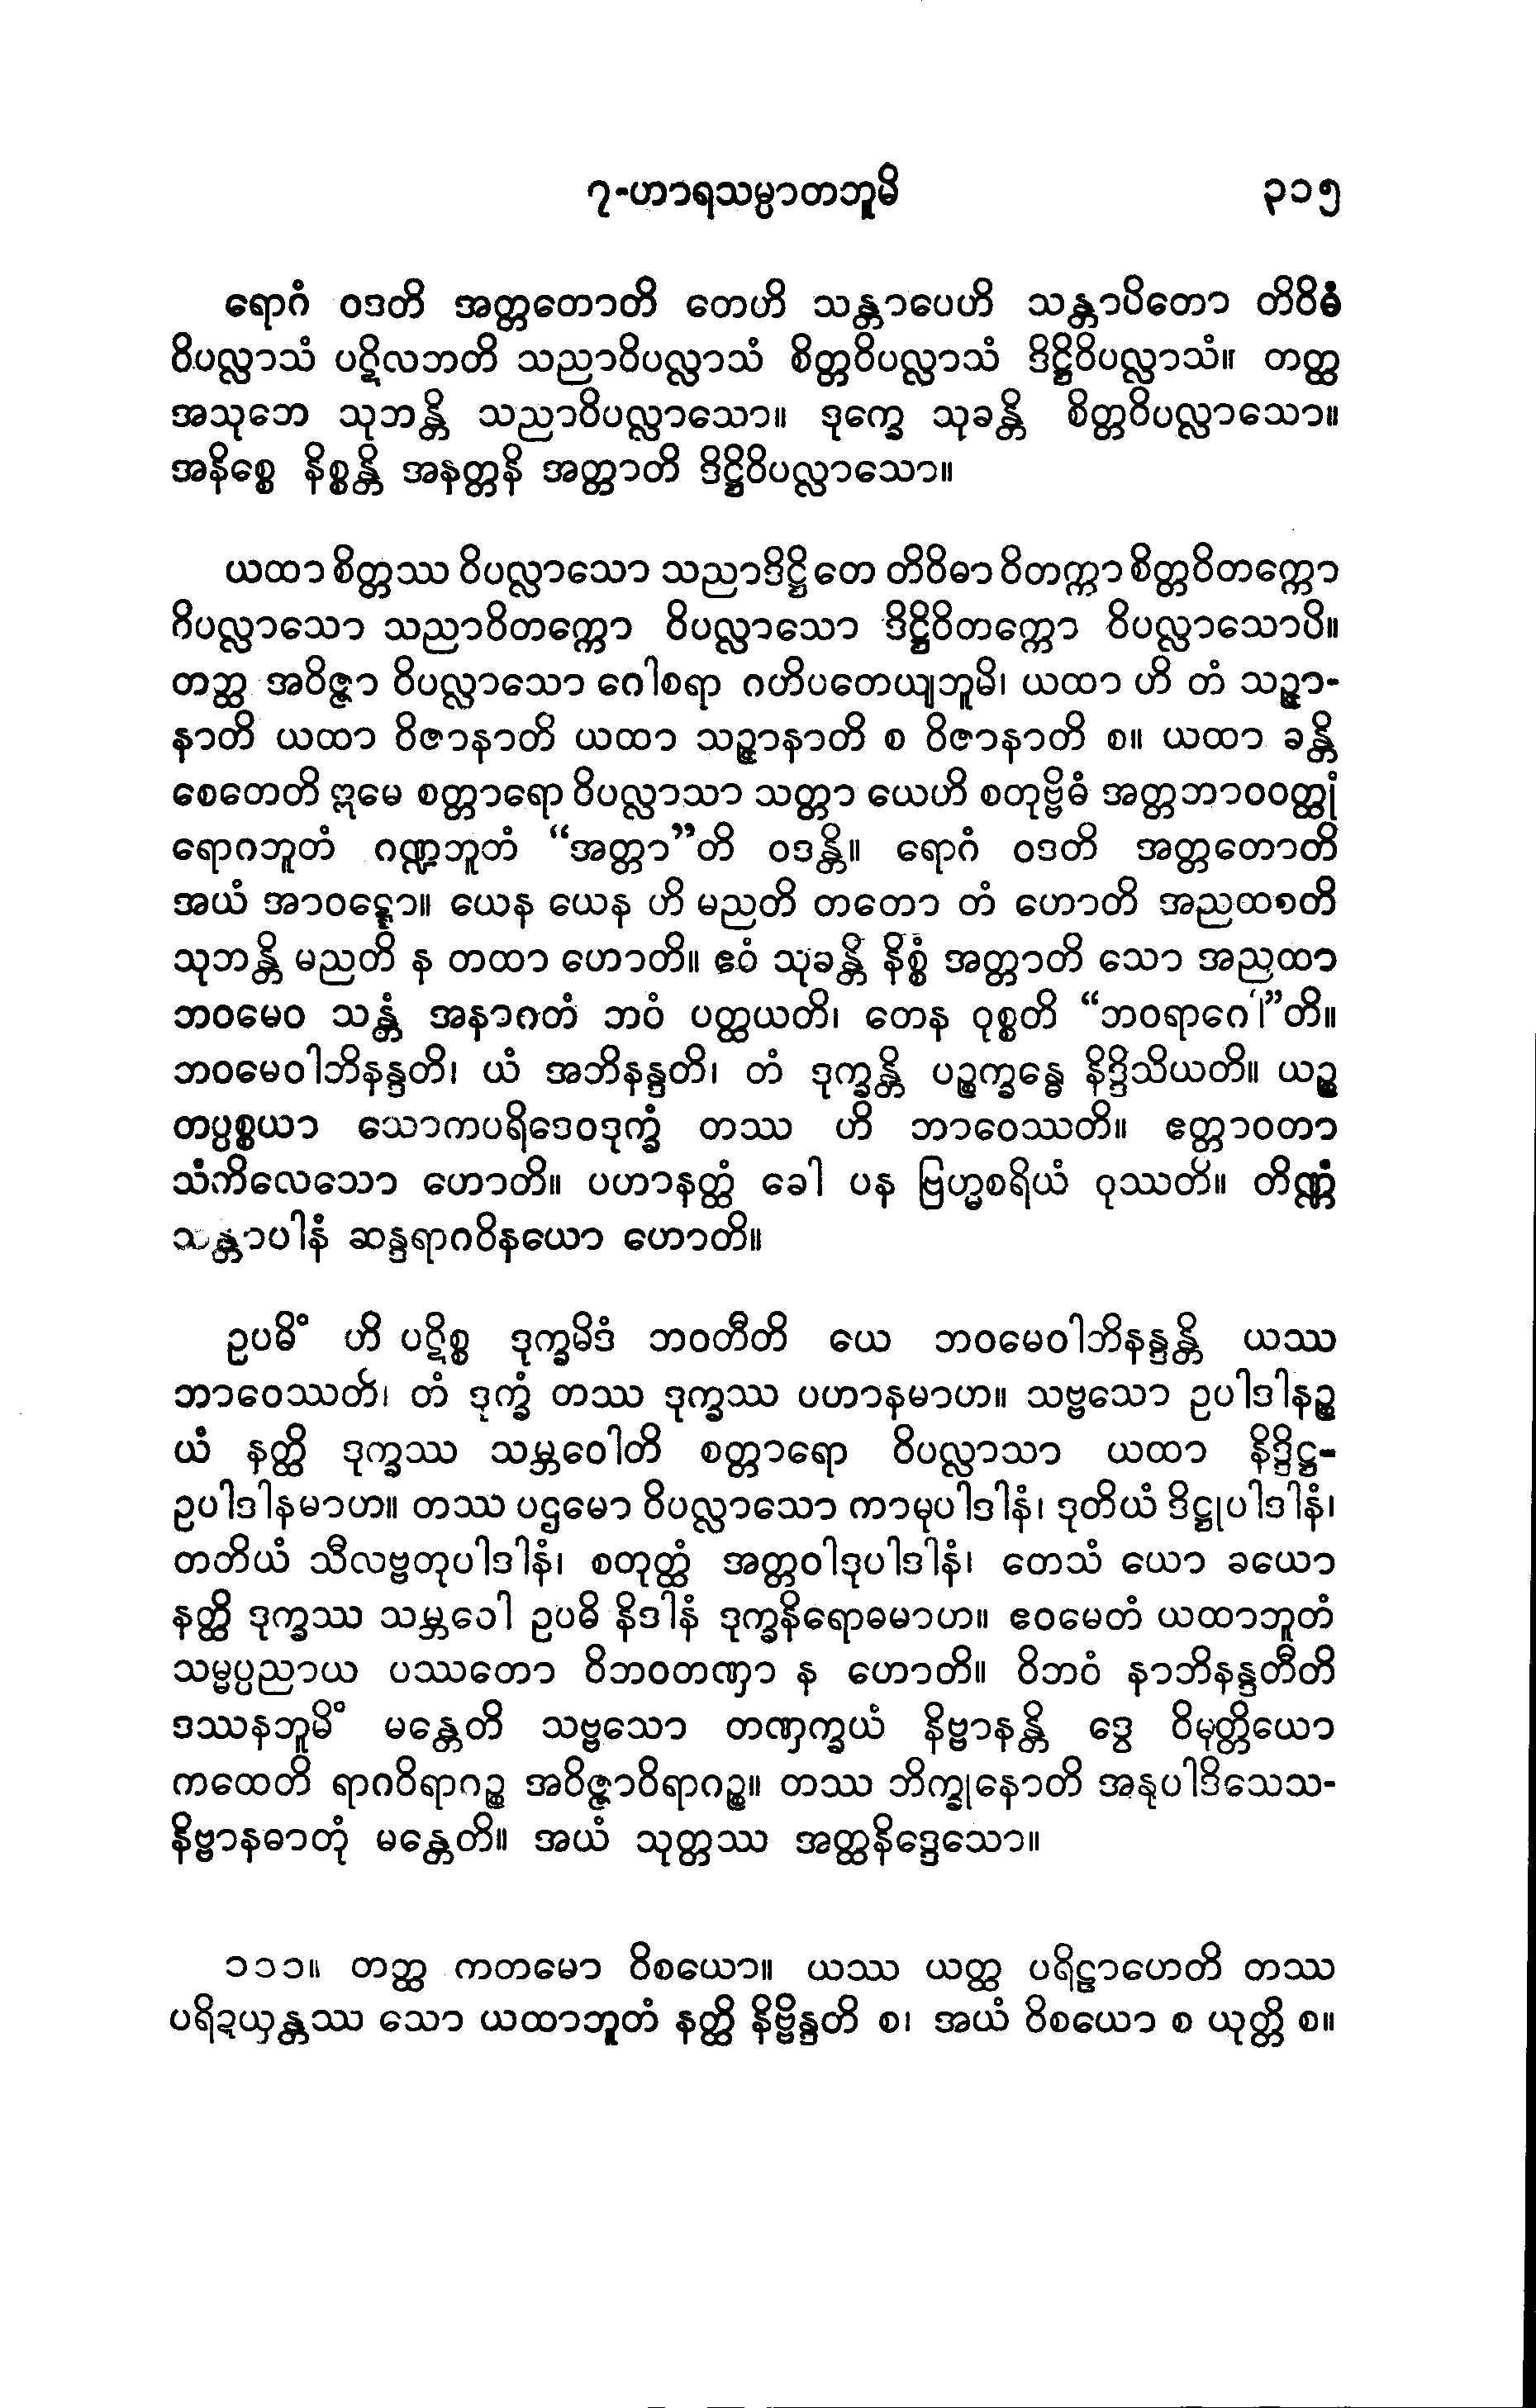 ၇-ဟာရသမ္ပာတဘူမိ ၃၁၅
ရောဂံ ဝဒတိ အတ္တတောတိ တေဟိ သန္တာပေဟိ သန္တာပိတော တိဝိဓံ
ဝိပလ္လာသံ ပဋိလဘတိ သညာဝိပလ္လာသံ စိတ္တဝိပလ္လာသံ ဒိဋ္ဌိဝိပလ္လာသံ။ တတ္ထ
အသုဘေ သုဘန္တိ သညာဝိပလ္လာသော။ ဒုက္ခေ သုခန္တိ စိတ္တဝိပလ္လာသော။
အနိစ္စေ နိစ္စန္တိ အနတ္တနိ အတ္တာတိ ဒိဋ္ဌိဝိပလ္လာသော။
ယထာ စိတ္တဿ ဝိပလ္လာသော သညာဒိဋ္ဌိ တေ တိဝိဓာ ဝိတက္ကာ စိတ္တဝိတက္ကော
ဝိပလ္လာသော သညာဝိတက္ကော ဝိပလ္လာသော ဒိဋ္ဌိဝိတက္ကော ဝိပလ္လာသောပိ။
တတ္ထ အဝိဇ္ဇာ ဝိပလ္လာသော ဂေါစရာ ဂဟိပတေယျဘူမိ၊ ယထာ ဟိ တံ သဉ္ဇာ-
နာတိ ယထာ ဝိဇာနာတိ ယထာ သဉ္ဇာနာတိ စ ဝိဇာနာတိ စ။ ယထာ ခန္တိ
စေတေတိ ဣမေ စတ္တာရော ဝိပလ္လာသာ သတ္တာ ယေဟိ စတုဗ္ဗိဓံ အတ္တဘာဝဝတ္ထုံ
ရောဂဘူတံ ဂဏ္ဍဘူတံ “အတ္တာ”တိ ဝဒန္တိ။ ရောဂံ ဝဒတိ အတ္တတောတိ
အယံ အာဝဋ္ဋော။ ယေန ယေန ဟိ မညတိ တတော တံ ဟောတိ အညထာတိ
သုဘန္တိ မညတိ န တထာ ဟောတိ။ ဧဝံ သုခန္တိ နိစ္စံ အတ္တာတိ သော အညထာ
ဘဝမေဝ သန္တံ အနာဂတံ ဘဝံ ပတ္ထယတိ၊ တေန ဝုစ္စတိ “ဘဝရာဂေါ”တိ။
ဘဝမေဝါဘိနန္ဒတိ၊ ယံ အဘိနန္ဒတိ၊ တံ ဒုက္ခန္တိ ပဉ္စက္ခန္ဓေ နိဒ္ဒိသိယတိ။ ယဉ္စ
တပ္ပစ္စယာ သောကပရိဒေဝဒုက္ခံ တဿ ဟိ ဘာဝေဿတိ။ ဧတ္တာဝတာ
သံကိလေသော ဟောတိ။ ပဟာနတ္ထံ ခေါ ပန ဗြဟ္မစရိယံ ဝုဿတိ။ တိဏ္ဏံ
သန္တာပါနံ ဆန္ဒရာဂဝိနယော ဟောတိ။
ဥပဓိံ ဟိ ပဋိစ္စ ဒုက္ခမိဒံ ဘဝတီတိ ယေ ဘဝမေဝါဘိနန္ဒန္တိ ယဿ
ဘာဝေဿတိ၊ တံ ဒုက္ခံ တဿ ဒုက္ခဿ ပဟာနမာဟ။ သဗ္ဗသော ဥပါဒါနဉ္စ
ယံ နတ္ထိ ဒုက္ခဿ သမ္ဘဝေါတိ စတ္တာရော ဝိပလ္လာသာ ယထာ နိဒ္ဒိဋ္ဌ-
ဥပါဒါနမာဟ။ တဿ ပဌမော ဝိပလ္လာသော ကာမုပါဒါနံ၊ ဒုတိယံ ဒိဋ္ဌုပါဒါနံ၊
တတိယံ သီလဗ္ဗတုပါဒါနံ၊ စတုတ္ထံ အတ္တဝါဒုပါဒါနံ၊ တေသံ ယော ခယော
နတ္ထိ ဒုက္ခဿ သမ္ဘဝေါ ဥပဓိ နိဒါနံ ဒုက္ခနိရောဓမာဟ။ ဧဝမေတံ ယထာဘူတံ
သမ္မပ္ပညာယ ပဿတော ဝိဘဝတဏှာ န ဟောတိ။ ဝိဘဝံ နာဘိနန္ဒတီတိ
ဒဿနဘူမိံ မန္တေတိ သဗ္ဗသော တဏှက္ခယံ နိဗ္ဗာနန္တိ ဒွေ ဝိမုတ္တိယော
ကထေတိ ရာဂဝိရာဂဉ္စ အဝိဇ္ဇာဝိရာဂဉ္စ။ တဿ ဘိက္ခုနောတိ အနုပါဒိသေသ-
နိဗ္ဗာနဓာတုံ မန္တေတိ။ အယံ သုတ္တဿ အတ္ထနိဒ္ဒေသော။
၁၁၁။ တတ္ထ ကတမော ဝိစယော။ ယဿ ယတ္ထ ပရိဠာဟေတိ တဿ
ပရိဍယှန္တဿ သော ယထာဘူတံ နတ္ထိ နိဗ္ဗိန္ဒတိ စ၊ အယံ ဝိစယော စ ယုတ္တိ စ။